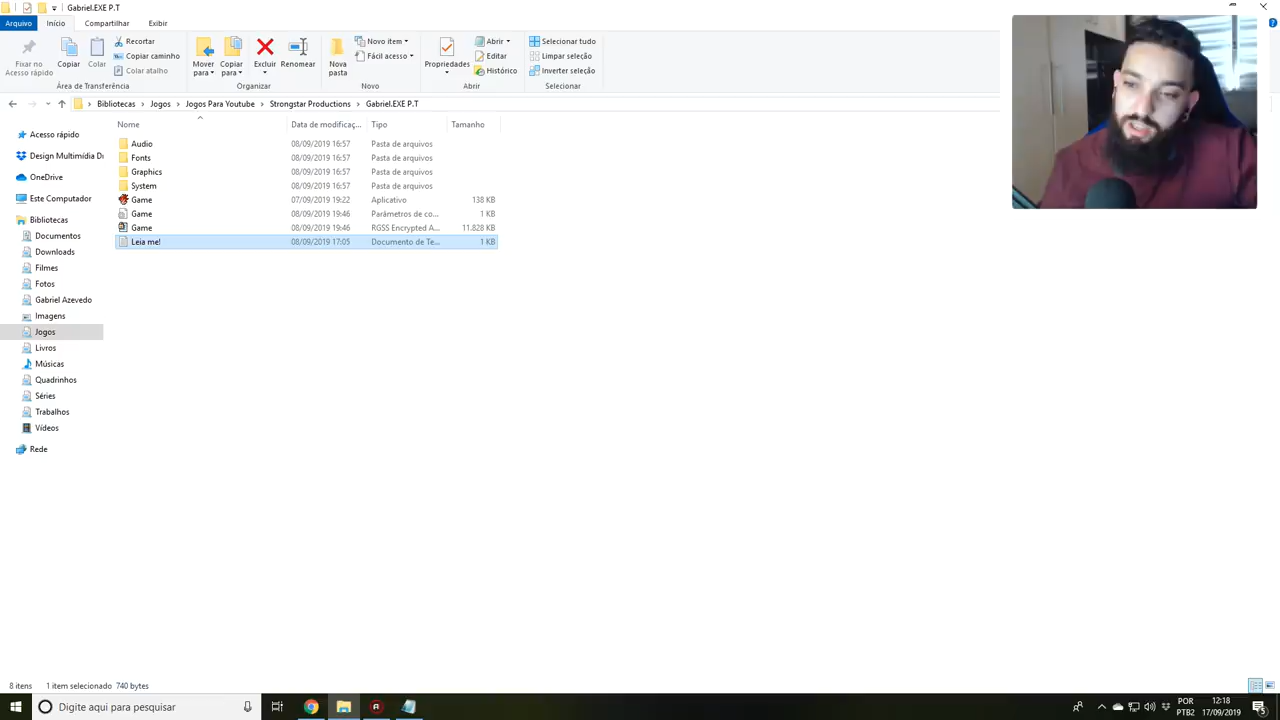 Gabriel.EXE P.T
Arquivo Início Compartilhar Exibir
Fixar no Acesso rápido
Copiar
Colar
Recortar
Copiar caminho
Colar atalho
Mover para
Copiar para
Excluir
Renomear
Nova pasta
Novo item
Fácil acesso
Propriedades
Abrir
Editar
Histórico
Selecionar tudo
Limpar seleção
Inverter seleção
Área de Transferência Organizar Novo Abrir Selecionar
Bibliotecas Jogos Jogos Para Youtube Strongstar Productions Gabriel.EXE P.T
Nome Data de modificaç... Tipo Tamanho
Audio 08/09/2019 16:57 Pasta de arquivos
Fonts 08/09/2019 16:57 Pasta de arquivos
Graphics 08/09/2019 16:57 Pasta de arquivos
System 08/09/2019 16:57 Pasta de arquivos
Game 07/09/2019 19:22 Aplicativo 138 KB
Game 08/09/2019 19:46 Parâmetros de co... 1 KB
Game 08/09/2019 19:46 RGSS Encrypted A... 11.828 KB
Leia me! 08/09/2019 17:05 Documento de Te... 1 KB
Acesso rápido
Design Multimídia Di
OneDrive
Este Computador
Bibliotecas
Documentos
Downloads
Filmes
Fotos
Gabriel Azevedo
Imagens
Jogos
Livros
Músicas
Quadrinhos
Séries
Trabalhos
Vídeos
Rede
8 itens 1 item selecionado 740 bytes
Digite aqui para pesquisar
POR 12:18
PTB2 17/09/2019
5